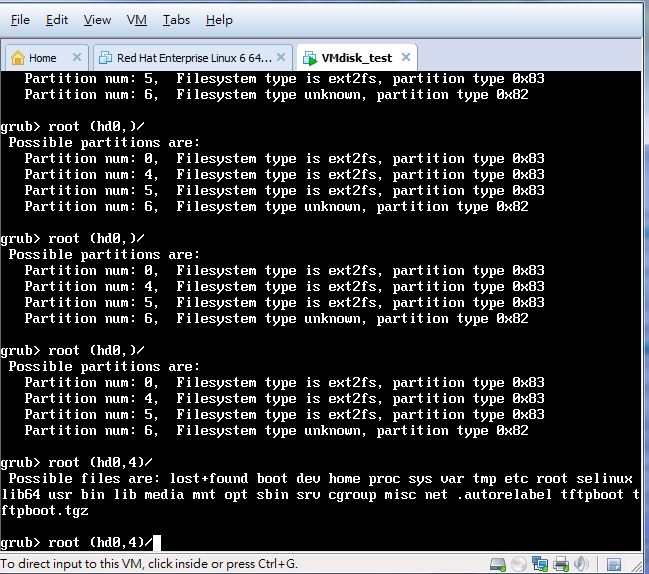 File Edit View VM Tabs Help
Home Red Hat Enterprise Linux 6 64... VMdisk_test
Partition num: 5, Filesystem type is ext2fs, partition type 0x83
Partition num: 6, Filesystem type unknown, partition type 0x82
grub> root (hd0,)/
Possible partitions are:
Partition num: 0, Filesystem type is ext2fs, partition type 0x83
Partition num: 4, Filesystem type is ext2fs, partition type 0x83
Partition num: 5, Filesystem type is ext2fs, partition type 0x83
Partition num: 6, Filesystem type unknown, partition type 0x82
grub> root (hd0,)/
Possible partitions are:
Partition num: 0, Filesystem type is ext2fs, partition type 0x83
Partition num: 4, Filesystem type is ext2fs, partition type 0x83
Partition num: 5, Filesystem type is ext2fs, partition type 0x83
Partition num: 6, Filesystem type unknown, partition type 0x82
grub> root (hd0,)/
Possible partitions are:
Partition num: 0, Filesystem type is ext2fs, partition type 0x83
Partition num: 4, Filesystem type is ext2fs, partition type 0x83
Partition num: 5, Filesystem type is ext2fs, partition type 0x83
Partition num: 6, Filesystem type unknown, partition type 0x82
grub> root (hd0,4)/
Possible files are: lost+found boot dev home proc sys var tmp etc root selinux
lib64 usr bin lib media mnt opt sbin srv cgroup misc net .autorelabel tftpboot t
ftpboot.tgz
grub> root (hd0,4)/
To direct input to this VM, click inside or press Ctrl+G.